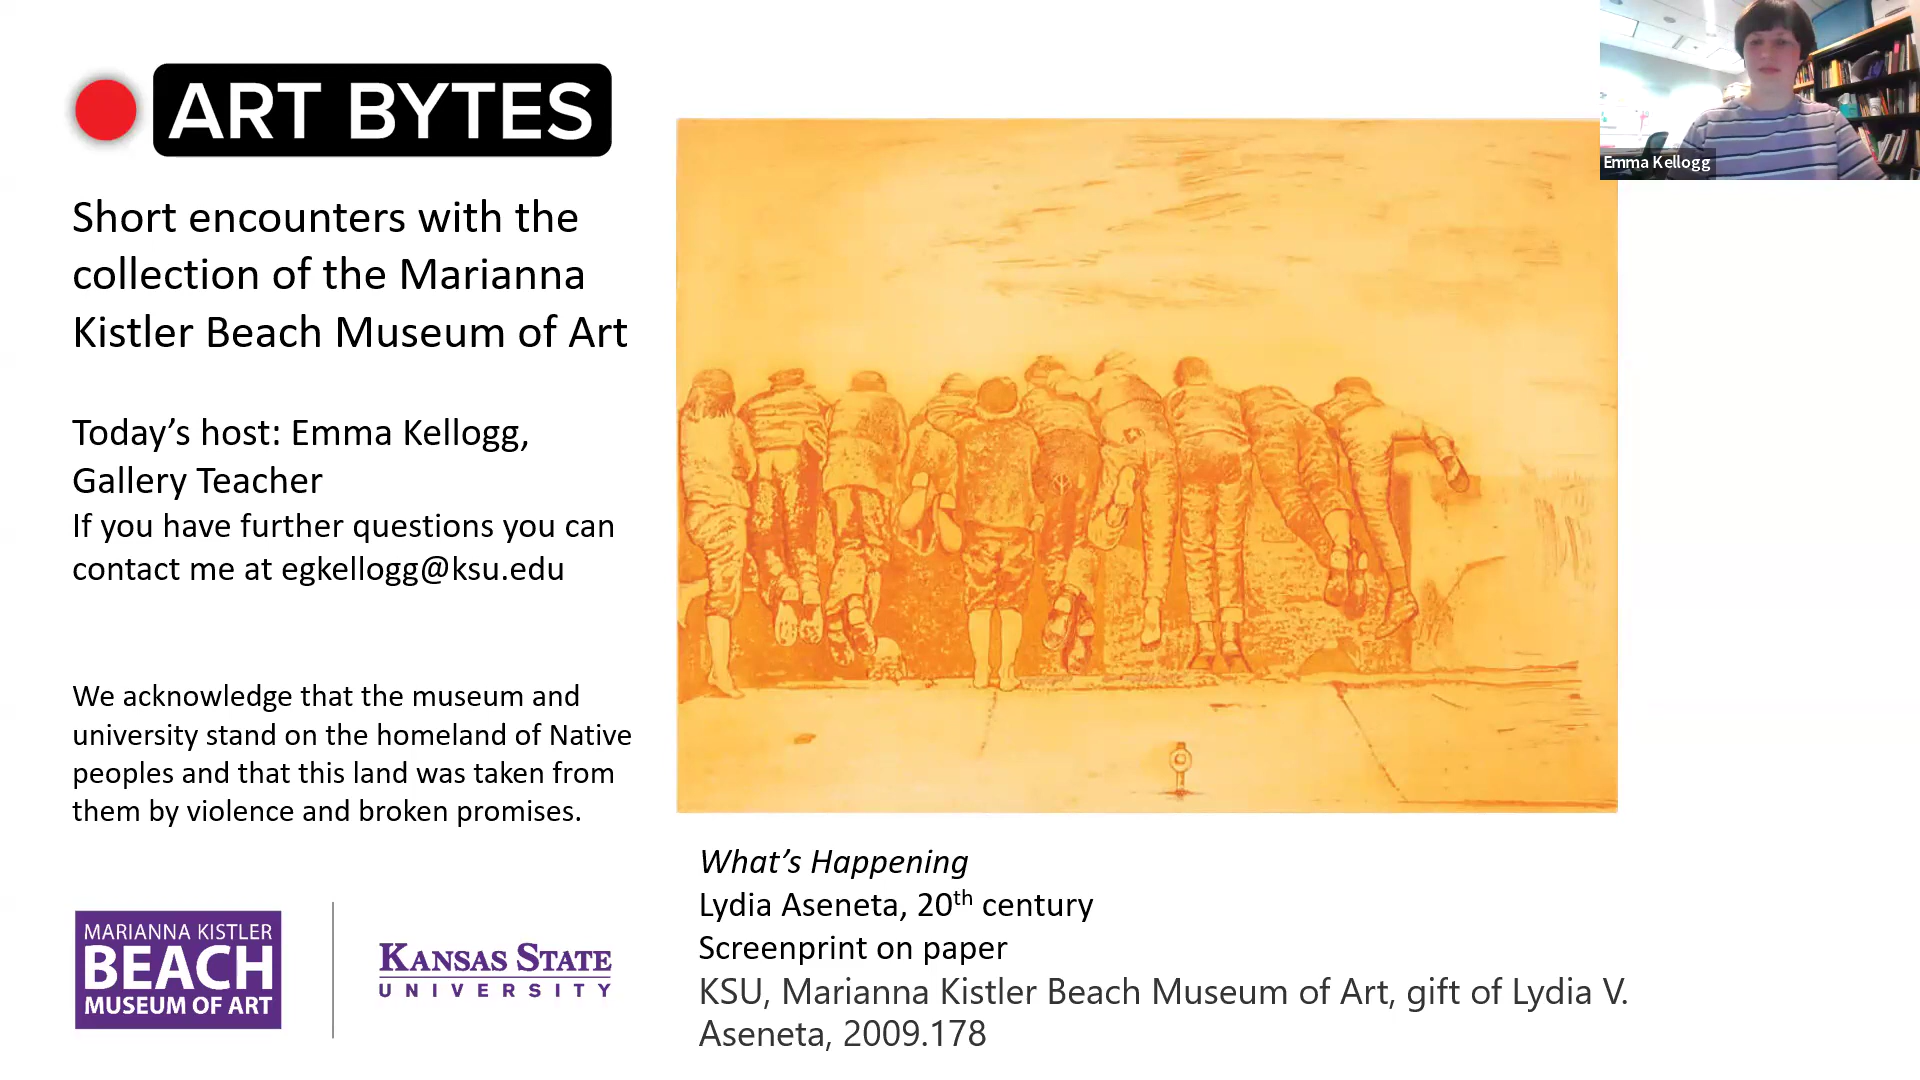 ART BYTES
Short encounters with the
collection of the Marianna
Kistler Beach Museum of Art
Today’s host: Emma Kellogg,
Gallery Teacher
If you have further questions you can
contact me at egkellogg@ksu.edu
We acknowledge that the museum and
university stand on the homeland of Native
peoples and that this land was taken from
them by violence and broken promises.
MARIANNA KISTLER
BEACH
MUSEUM OF ART
KANSAS STATE
UNIVERSITY
What’s Happening
Lydia Aseneta, 20th century
Screenprint on paper
KSU, Marianna Kistler Beach Museum of Art, gift of Lydia V.
Aseneta, 2009.178
Emma Kellogg